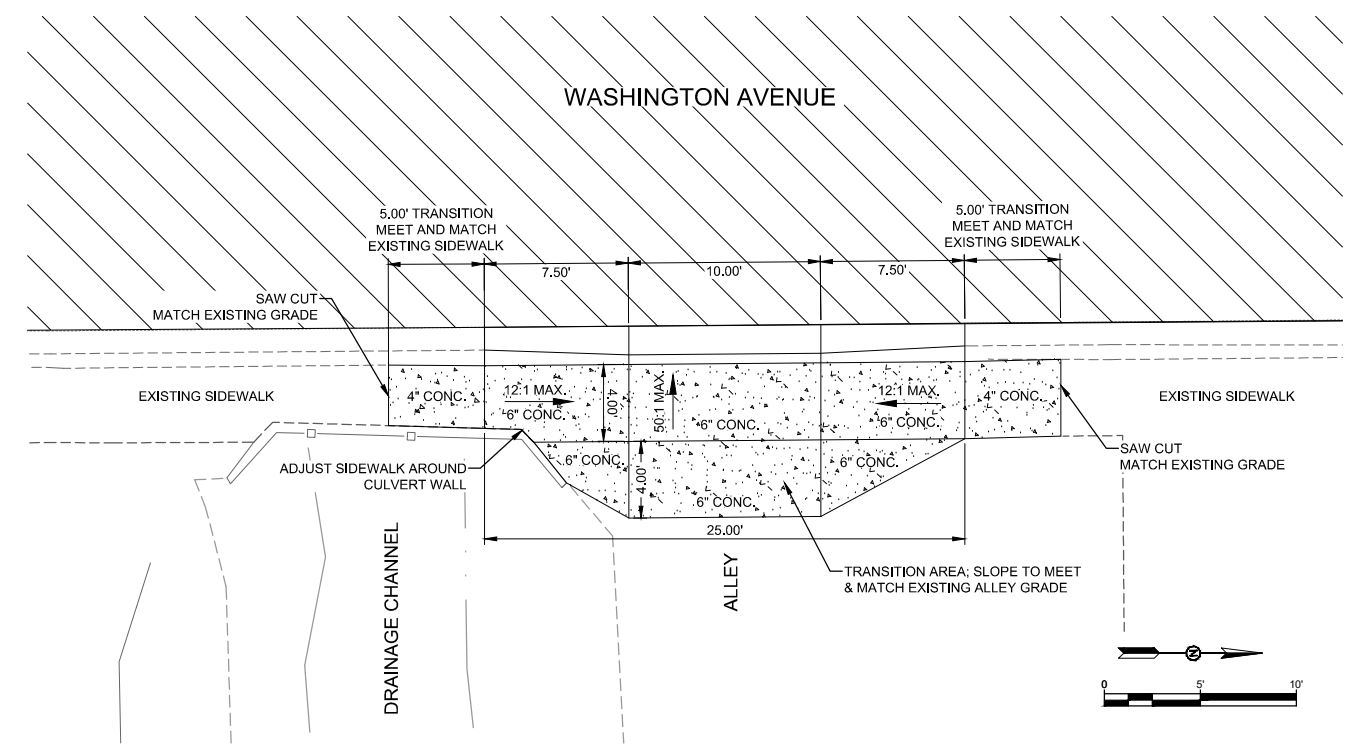 WASHINGTON AVENUE
5.00' TRANSITION
MEET AND MATCH
EXISTING SIDEWALK
5.00' TRANSITION
MEET AND MATCH
EXISTING SIDEWALK
7.50'
10.00'
7.50'
SAW CUT
MATCH EXISTING GRADE
EXISTING SIDEWALK
4" CONC.
12:1 MAX.
6" CONC.
4.00'
50:1 MAX.
6" CONC.
12:1 MAX.
6" CONC.
4" CONC.
EXISTING SIDEWALK
SAW CUT
MATCH EXISTING GRADE
ADJUST SIDEWALK AROUND
CULVERT WALL
6" CONC.
4.00'
6" CONC.
6" CONC.
25.00'
TRANSITION AREA; SLOPE TO MEET
& MATCH EXISTING ALLEY GRADE
DRAINAGE CHANNEL
ALLEY
N
0 5' 10'